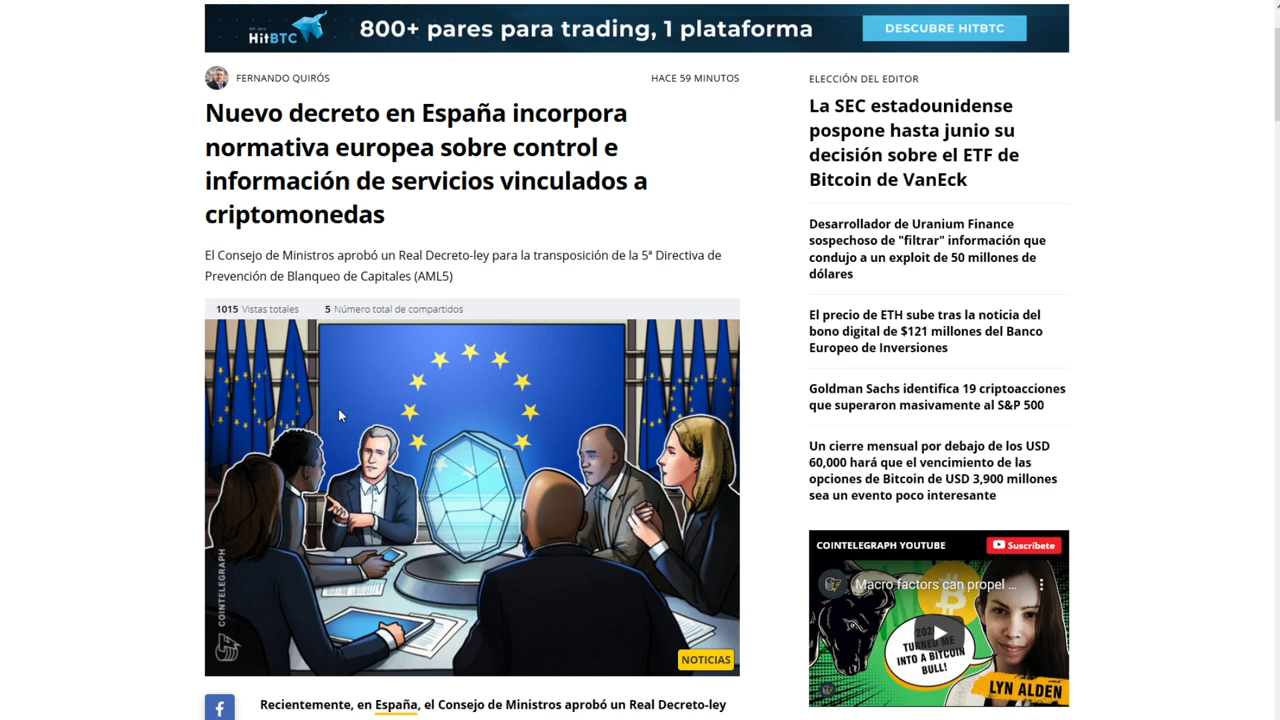 HitBTC
800+ pares para trading, 1 plataforma
DESCUBRE HITBTC
FERNANDO QUIRÓS
HACE 59 MINUTOS
Nuevo decreto en España incorpora
normativa europea sobre control e
información de servicios vinculados a
criptomonedas
El Consejo de Ministros aprobó un Real Decreto-ley para la transposición de la 5ª Directiva de
Prevención de Blanqueo de Capitales (AML5)
1015 Vistas totales
5 Número total de compartidos
COINTELEGRAPH
NOTICIAS
Recientemente, en España, el Consejo de Ministros aprobó un Real Decreto-ley
ELECCIÓN DEL EDITOR
La SEC estadounidense
pospone hasta junio su
decisión sobre el ETF de
Bitcoin de VanEck
Desarrollador de Uranium Finance
sospechoso de "filtrar" información que
condujo a un exploit de 50 millones de
dólares
El precio de ETH sube tras la noticia del
bono digital de $121 millones del Banco
Europeo de Inversiones
Goldman Sachs identifica 19 criptoacciones
que superaron masivamente al S&P 500
Un cierre mensual por debajo de los USD
60,000 hará que el vencimiento de las
opciones de Bitcoin de USD 3,900 millones
sea un evento poco interesante
COINTELEGRAPH YOUTUBE
Suscríbete
Macro factors can propel ...
TURNED ME
INTO A BITCOIN
BULL!
LYN ALDEN